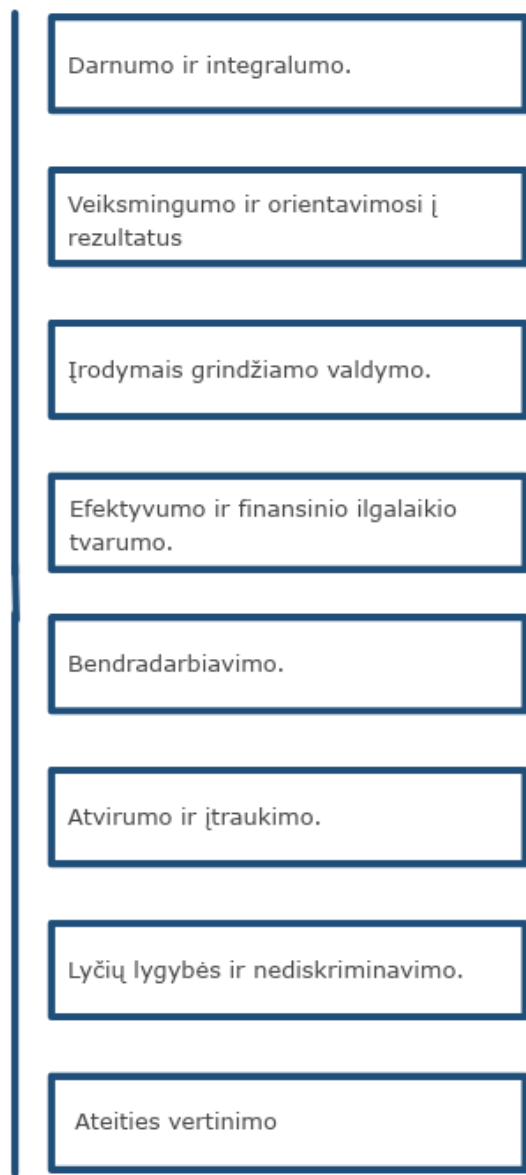 Darnumo ir integralumo.
Veiksmingumo ir orientavimosi į
rezultatus
Įrodymais grindžiamo valdymo.
Efektyvumo ir finansinio ilgalaikio
tvarumo.
Bendradarbiavimo.
Atvirumo ir įtraukimo.
Lyčių lygybės ir nediskriminavimo.
Ateities vertinimo